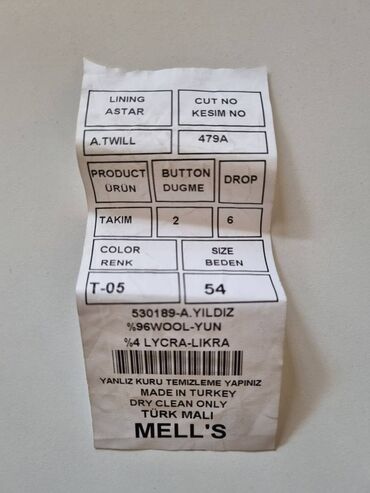 LINING CUT NO
ASTAR KESIM NO
A.TWILL 479A
PRODUCT BUTTON DROP
ÜRÜN DUGME
TAKIM 2 6
COLOR SIZE
RENK BEDEN
T-05 54
530189-A.YILDIZ
%96WOOL-YUN
%4 LYCRA-LIKRA
YANLIZ KURU TEMIZLEME YAPINIZ
MADE IN TURKEY
DRY CLEAN ONLY
TÜRK MALI
MELL'S